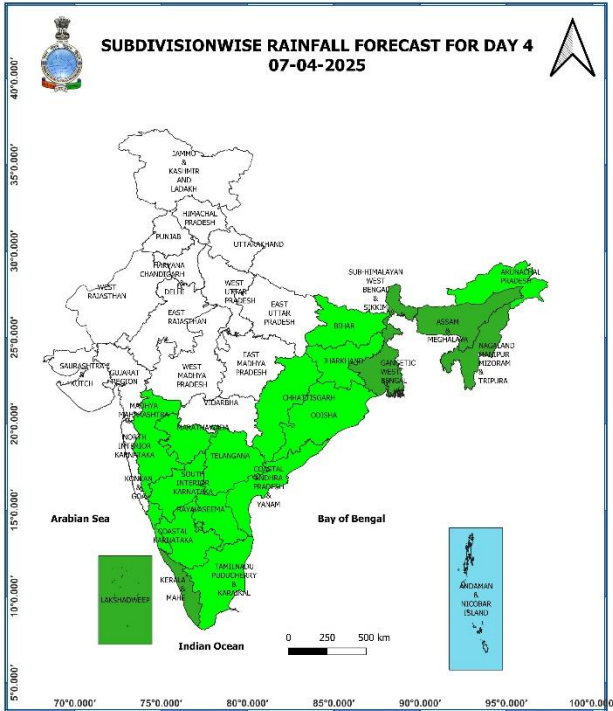 SUBDIVISIONWISE RAINFALL FORECAST FOR DAY 4
07-04-2025
40°0.000'
35°0.000'
30°0.000'
25°0.000'
20°0.000'
15°0.000'
10°0.000'
5°0.000'
JAMMU
&
KASHMIR
AND
LADAKH
HIMACHAL
PRADESH
PUNJAB
UTTARAKHAND
HARYANA
CHANDIGARH
&
DELHI
WEST
RAJASTHAN
WEST
UTTAR
PRADESH
EAST
RAJASTHAN
EAST
UTTAR
PRADESH
SUB-HIMALAYAN
WEST
BENGAL
&
SIKKIM
ARUNACHAL
PRADESH
BIHAR
ASSAM
&
MEGHALAYA
NAGALAND
MANIPUR
MIZORAM
&
TRIPURA
SAURASHTRA
&
KUTCH
GUJARAT
REGION
WEST
MADHYA
PRADESH
EAST
MADHYA
PRADESH
JHARKHAND
GANGETIC
WEST
BENGAL
VIDARBHA
CHHATTISGARH
ODISHA
MADHYA
MAHARASHTRA
MARATHAWADA
NORTH
INTERIOR
KARNATAKA
TELANGANA
KONKAN
&
GOA
SOUTH
INTERIOR
KARNATAKA
COASTAL
ANDHRA
PRADESH
&
YANAM
RAYALASEEMA
COASTAL
KARNATAKA
Arabian Sea
Bay of Bengal
TAMILNADU
PUDUCHERRY
&
KARAIKAL
KERALA
&
MAHE
LAKSHADWEEP
ANDAMAN
&
NICOBAR
ISLAND
Indian Ocean
0 250 500 km
70°0.000' 75°0.000' 80°0.000' 85°0.000' 90°0.000' 95°0.000' 100°0.000'